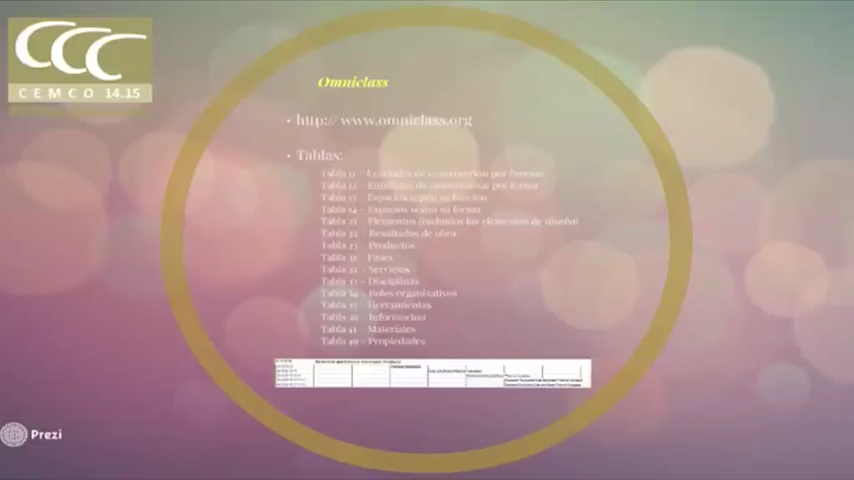 CCC
CEMCO 14.15
Omniclass
• http:// www.omniclass.org
• Tablas:
Tabla 11 – Entidades de construcción por función
Tabla 12 – Entidades de construcción por forma
Tabla 13 – Espacios según su función
Tabla 14 – Espacios según su forma
Tabla 21 – Elementos (incluidos los elementos de diseño)
Tabla 22 – Resultados de obra
Tabla 23 – Productos
Tabla 31 – Fases
Tabla 32 – Servicios
Tabla 33 – Disciplinas
Tabla 34 – Roles organizativos
Tabla 35 – Herramientas
Tabla 36 – Información
Tabla 41 – Materiales
Tabla 49 – Propiedades
Prezi